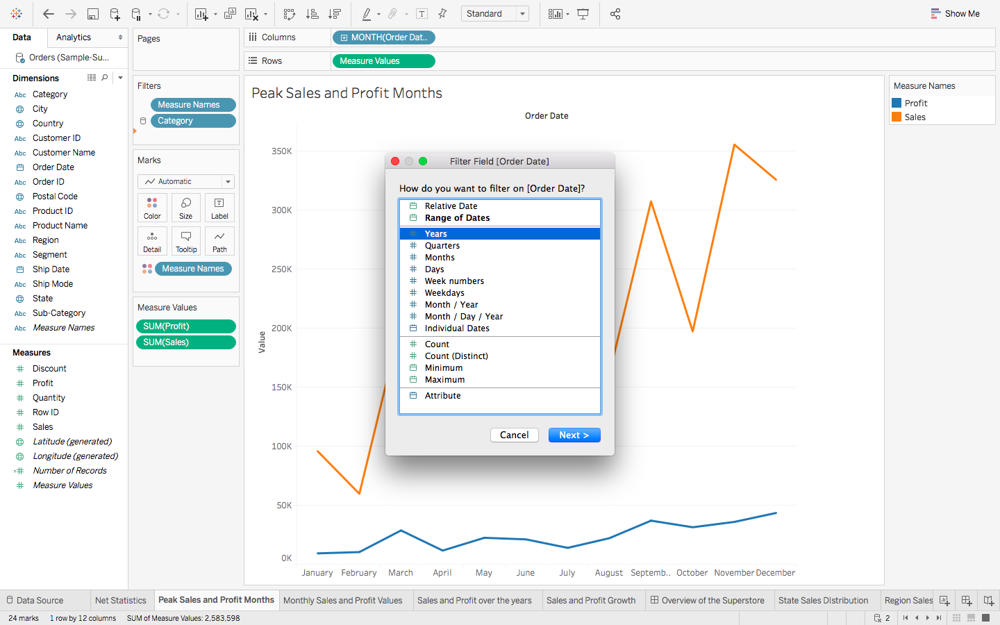 Standard
Show Me
Data
Analytics
Orders (Sample-Su...
Dimensions
Abc Category
City
Country
Abc Customer ID
Abc Customer Name
Order Date
Abc Order ID
Postal Code
Abc Product ID
Abc Product Name
Abc Region
Abc Segment
Ship Date
Abc Ship Mode
State
Abc Sub-Category
Abc Measure Names
Measures
# Discount
# Profit
# Quantity
# Row ID
# Sales
Latitude (generated)
Longitude (generated)
=# Number of Records
# Measure Values
Pages
Filters
Measure Names
Category
Marks
Automatic
Color
Size
T
Label
Detail
Tooltip
Path
Measure Names
Measure Values
SUM(Profit)
SUM(Sales)
Columns
MONTH(Order Dat..
Rows
Measure Values
Peak Sales and Profit Months
Order Date
Value
350K
300K
250K
200K
150K
100K
50K
0K
January February March April May June July August Septemb.. October November December
Filter Field [Order Date]
How do you want to filter on [Order Date]?
Relative Date
Range of Dates
# Years
# Quarters
# Months
# Days
# Week numbers
# Weekdays
# Month / Year
# Month / Day / Year
Individual Dates
# Count
# Count (Distinct)
Minimum
Maximum
Attribute
Cancel
Next >
Measure Names
Profit
Sales
Data Source
Net Statistics
Peak Sales and Profit Months
Monthly Sales and Profit Values
Sales and Profit over the years
Sales and Profit Growth
Overview of the Superstore
State Sales DIstribution
Region Sales
24 marks
1 row by 12 columns
SUM of Measure Values: 2,583,598
2